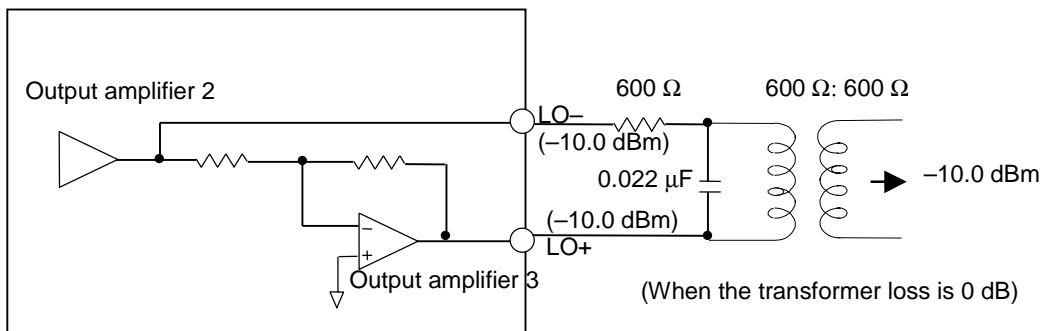 Output amplifier 2
600 Ω
600 Ω: 600 Ω
LO–
(–10.0 dBm)
0.022 μF
–10.0 dBm
(–10.0 dBm)
LO+
–
+
Output amplifier 3
(When the transformer loss is 0 dB)